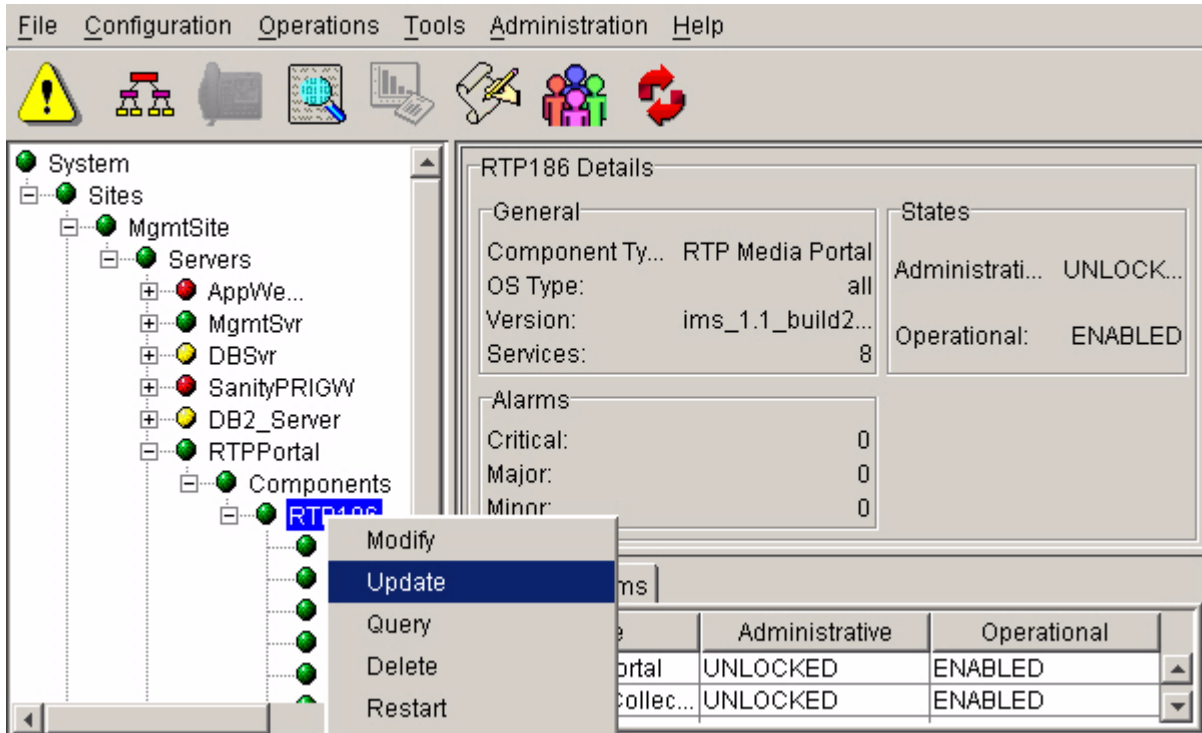 File Configuration Operations Tools Administration Help
System
Sites
MgmtSite
Servers
AppWe...
MgmtSvr
DBSvr
SanityPRIGW
DB2_Server
RTPPortal
Components
RTP186
Modify
Update
Query
Delete
Restart
RTP186 Details
General
Component Ty... RTP Media Portal
OS Type: all
Version: ims_1.1_build2...
Services: 8
States
Administrati... UNLOCK...
Operational: ENABLED
Alarms
Critical: 0
Major: 0
Minor: 0
Administrative Operational
UNLOCKED ENABLED
UNLOCKED ENABLED